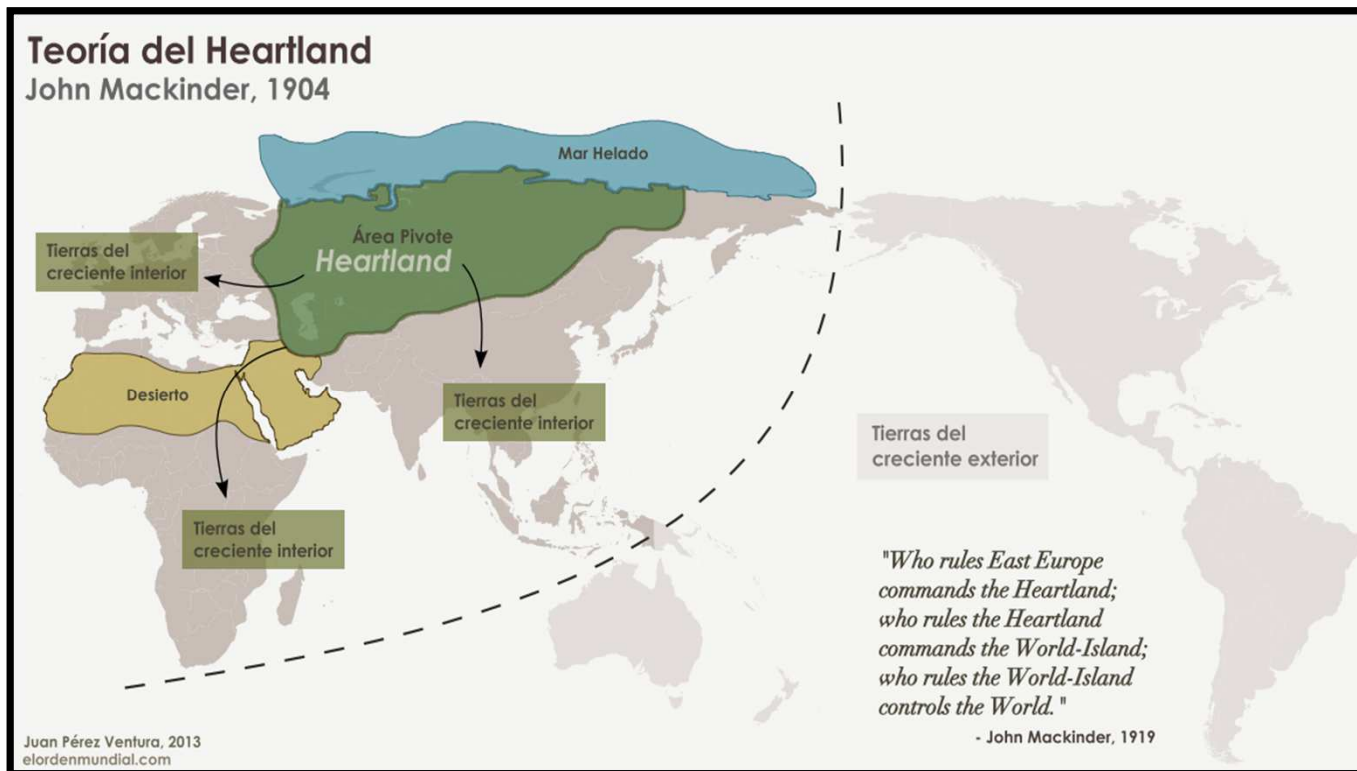 Teoría del Heartland
John Mackinder, 1904
Mar Helado
Área Pivote
Heartland
Tierras del
creciente interior
Desierto
Tierras del
creciente interior
Tierras del
creciente interior
Tierras del
creciente exterior
"Who rules East Europe
commands the Heartland;
who rules the Heartland
commands the World-Island;
who rules the World-Island
controls the World."
- John Mackinder, 1919
Juan Pérez Ventura, 2013
elordenmundial.com